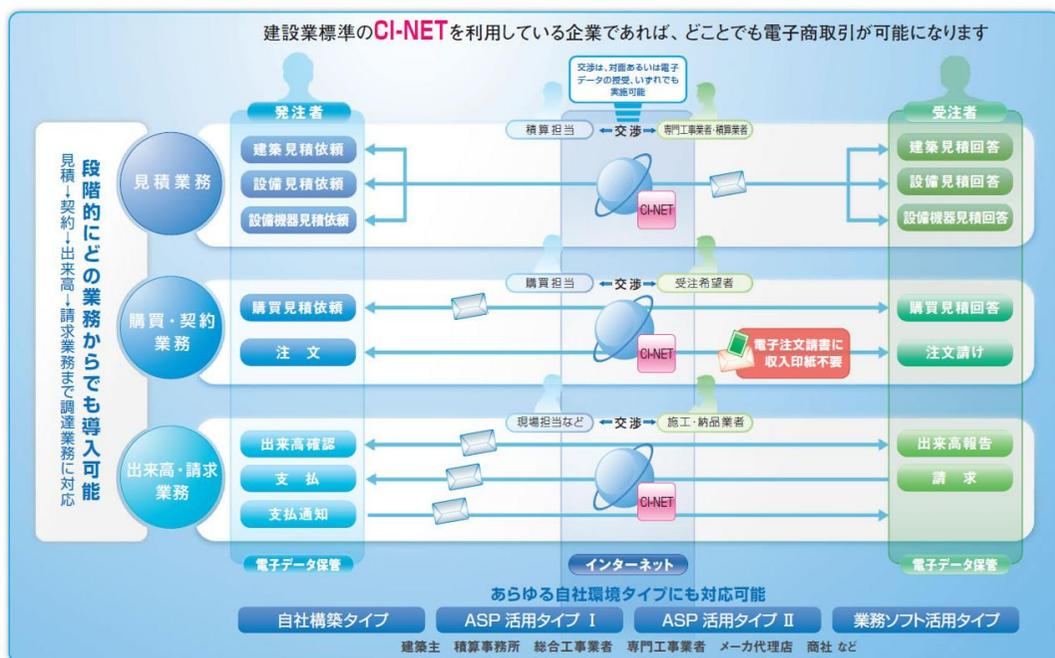 建設業標準のCI-NETを利用している企業であれば、どことでも電子商取引が可能になります
交渉は、対面あるいは電子
データの授受、いずれでも
実施可能
発注者
受注者
段階的にどの業務からでも導入可能
見積→契約→出来高→請求業務まで調達業務に対応
見積業務
積算担当 交渉 専門工事業者・積算業者
建築見積依頼
建築見積回答
設備見積依頼
設備見積回答
CI-NET
設備機器見積依頼
設備機器見積回答
購買・契約
業務
購買担当 交渉 受注希望者
購買見積依頼
購買見積回答
注文
CI-NET
電子注文請書に
収入印紙不要
注文請け
出来高・請求
業務
現場担当など 交渉 施工・納品業者
出来高確認
出来高報告
支払
請求
CI-NET
支払通知
電子データ保管
インターネット
電子データ保管
あらゆる自社環境タイプにも対応可能
自社構築タイプ
ASP 活用タイプ Ⅰ
ASP 活用タイプ Ⅱ
業務ソフト活用タイプ
建築主 積算事務所 総合工事業者 専門工事業者 メーカ代理店 商社 など